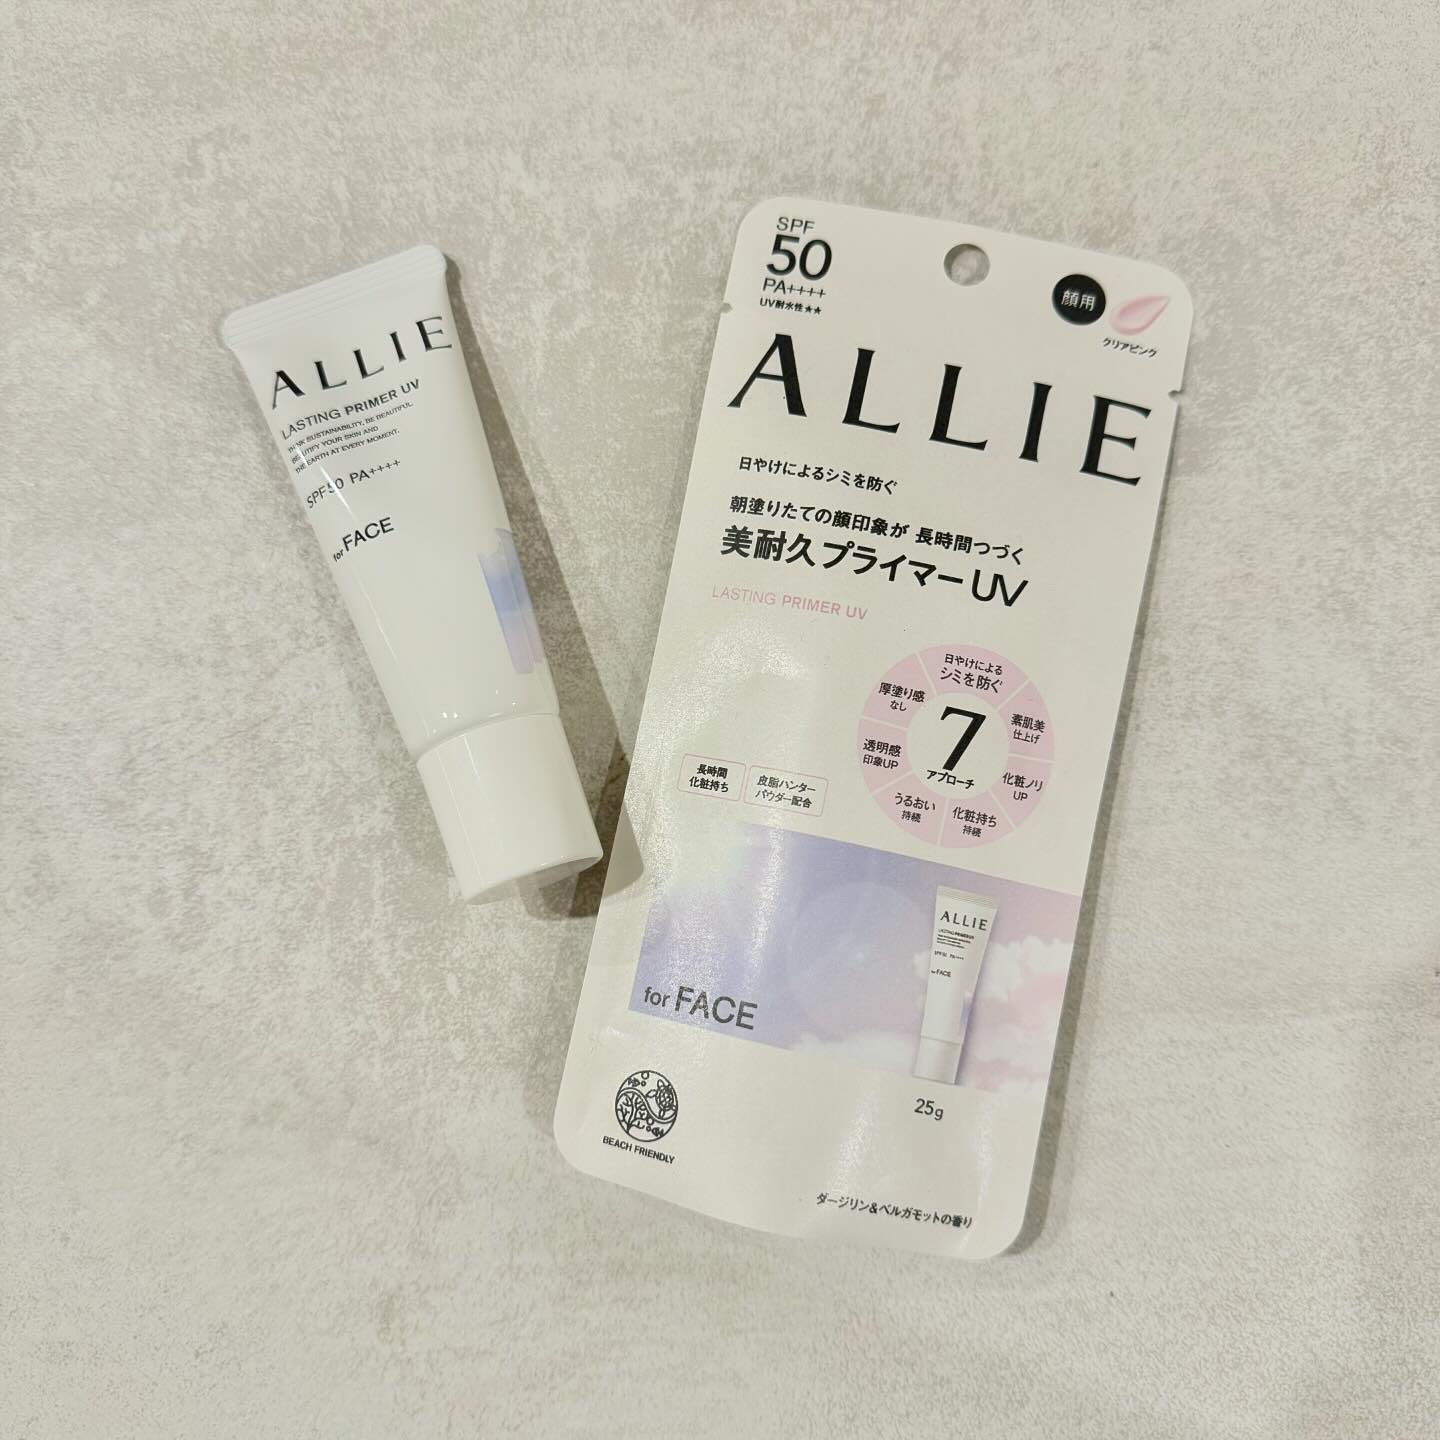 ALLIE
LASTING PRIMER UV
THINK SUSTAINABILITY, BE BEAUTIFUL.
BEAUTIFY YOUR SKIN AND
THE EARTH AT EVERY MOMENT.
SPF50 PA++++
for FACE
SPF
50
PA++++
UV耐水性★★
顔用
クリアピンク
ALLIE
日やけによるシミを防ぐ
朝塗りたての顔印象が 長時間つづく
美耐久プライマーUV
LASTING PRIMER UV
日やけによる
シミを防ぐ
素肌美
仕上げ
化粧ノリ
UP
化粧持ち
持続
うるおい
持続
透明感
印象UP
厚塗り感
なし
7
アプローチ
長時間
化粧持ち
皮脂ハンター
パウダー配合
ALLIE
LASTING PRIMER UV
SPF50 PA++++
for FACE
for FACE
25g
BEACH FRIENDLY
ダージリン&ベルガモットの香り